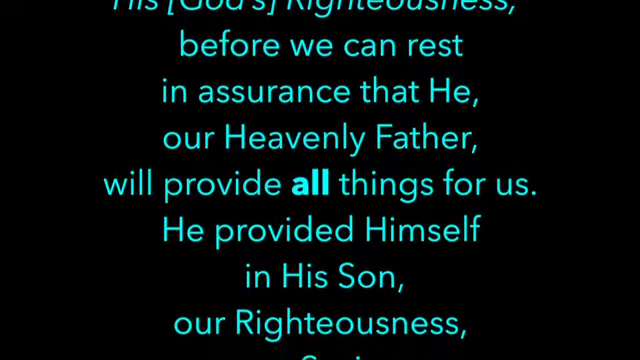 His [God's] Righteousness,
before we can rest
in assurance that He,
our Heavenly Father,
will provide all things for us.
He provided Himself
in His Son,
our Righteousness,